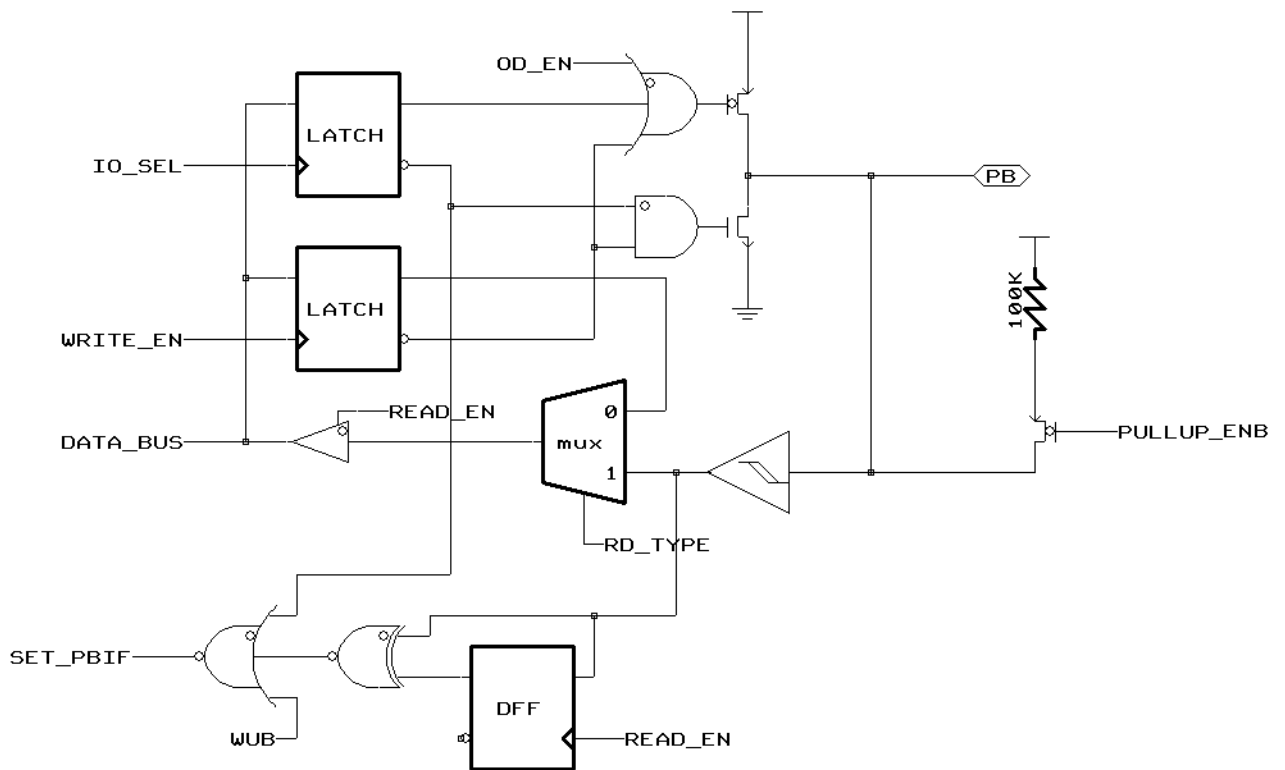 OD_EN
LATCH
IO_SEL
PB
LATCH
100K
WRITE_EN
READ_EN
0
DATA_BUS
mux
PULLUP_ENB
1
RD_TYPE
SET_PBIF
DFF
WUB
READ_EN